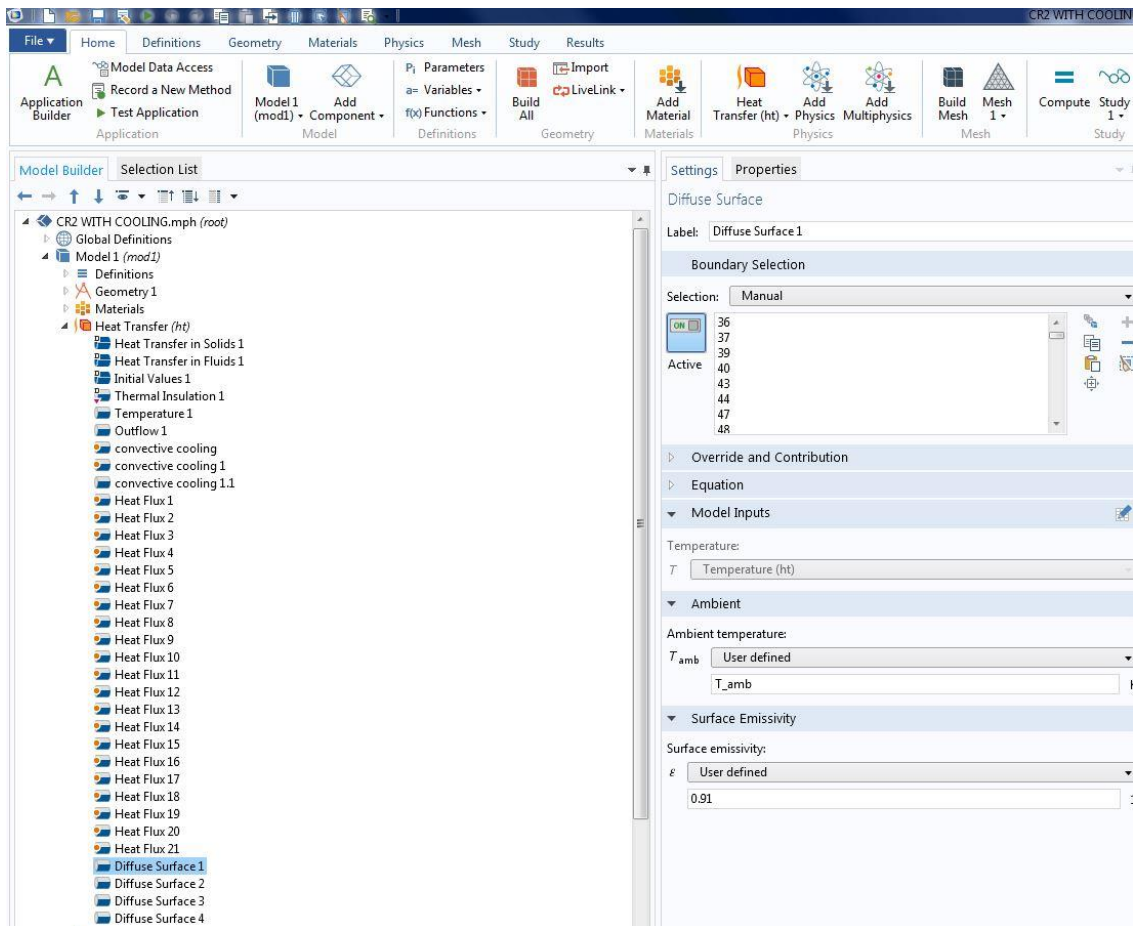 CR2 WITH COOLIN
File Home Definitions Geometry Materials Physics Mesh Study Results
A
Application Builder
Model Data Access
Record a New Method
Test Application
Application
Model 1 (mod1)
Add Component
Model
Pi Parameters
a= Variables
f(x) Functions
Definitions
Build All
Import
LiveLink
Geometry
Add Material
Materials
Heat Transfer (ht)
Add Physics
Add Multiphysics
Physics
Build Mesh
Mesh 1
Mesh
Compute
Study 1
Study
Model Builder Selection List
CR2 WITH COOLING.mph (root)
Global Definitions
Model 1 (mod1)
Definitions
Geometry 1
Materials
Heat Transfer (ht)
Heat Transfer in Solids 1
Heat Transfer in Fluids 1
Initial Values 1
Thermal Insulation 1
Temperature 1
Outflow 1
convective cooling
convective cooling 1
convective cooling 1.1
Heat Flux 1
Heat Flux 2
Heat Flux 3
Heat Flux 4
Heat Flux 5
Heat Flux 6
Heat Flux 7
Heat Flux 8
Heat Flux 9
Heat Flux 10
Heat Flux 11
Heat Flux 12
Heat Flux 13
Heat Flux 14
Heat Flux 15
Heat Flux 16
Heat Flux 17
Heat Flux 18
Heat Flux 19
Heat Flux 20
Heat Flux 21
Diffuse Surface 1
Diffuse Surface 2
Diffuse Surface 3
Diffuse Surface 4
Settings Properties
Diffuse Surface
Label: Diffuse Surface 1
Boundary Selection
Selection: Manual
ON
Active
36
37
39
40
43
44
47
48
Override and Contribution
Equation
Model Inputs
Temperature:
T Temperature (ht)
Ambient
Ambient temperature:
Tamb User defined
T_amb
Surface Emissivity
Surface emissivity:
ε User defined
0.91